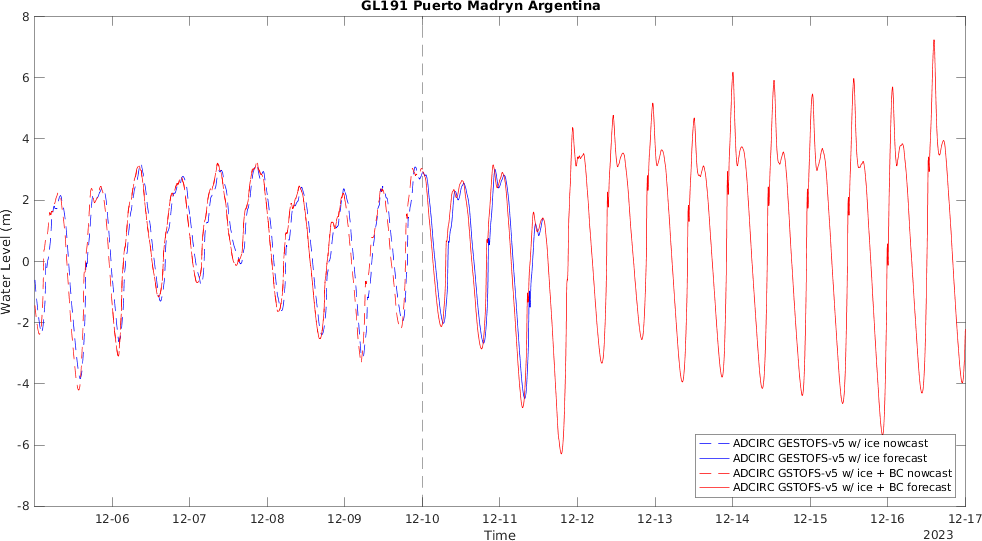 GL191 Puerto Madryn Argentina
8
6
4
2
0
-2
-4
-6
-8
Water Level (m)
ADCIRC GESTOFS-v5 w/ ice nowcast
ADCIRC GESTOFS-v5 w/ ice forecast
ADCIRC GSTOFS-v5 w/ ice + BC nowcast
ADCIRC GSTOFS-v5 w/ ice + BC forecast
12-06 12-07 12-08 12-09 12-10 12-11 12-12 12-13 12-14 12-15 12-16 12-17
Time
2023